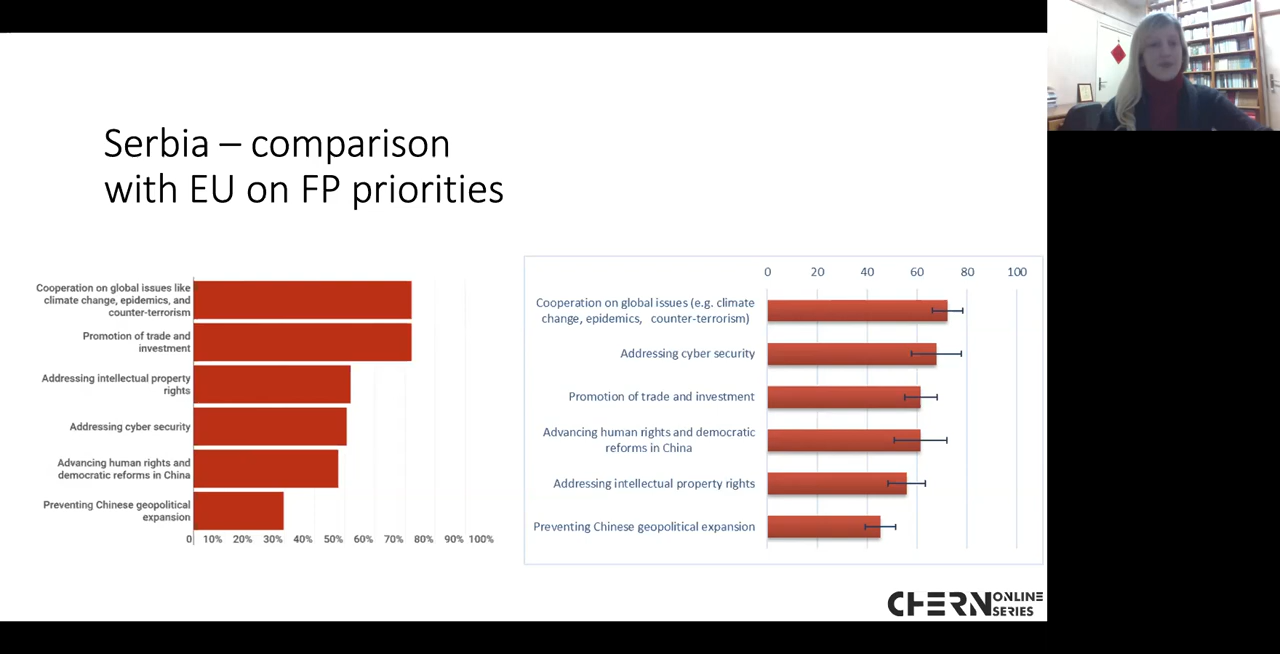 Serbia – comparison
with EU on FP priorities
Cooperation on global issues like
climate change, epidemics, and
counter-terrorism
Promotion of trade and
investment
Addressing intellectual property
rights
Addressing cyber security
Advancing human rights and
democratic reforms in China
Preventing Chinese geopolitical
expansion
0 10% 20% 30% 40% 50% 60% 70% 80% 90% 100%
0 20 40 60 80 100
Cooperation on global issues (e.g. climate
change, epidemics, counter-terrorism)
Addressing cyber security
Promotion of trade and investment
Advancing human rights and democratic
reforms in China
Addressing intellectual property rights
Preventing Chinese geopolitical expansion
CHERN ONLINE
SERIES